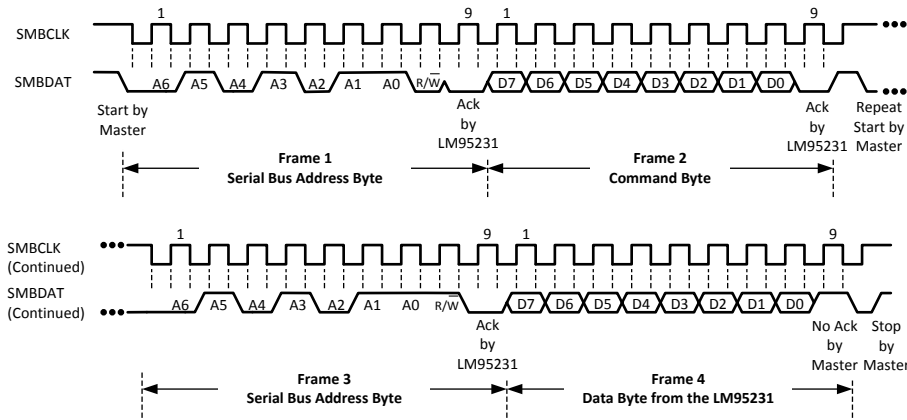 1 9 1 9
SMBCLK
SMBDAT
A6 A5 A4 A3 A2 A1 A0 R/W̅ D7 D6 D5 D4 D3 D2 D1 D0
Start by
Master
Ack
by
LM95231
Ack
by
LM95231
Repeat
Start by
Master
Frame 1
Serial Bus Address Byte
Frame 2
Command Byte
1 9 1 9
SMBCLK
(Continued)
SMBDAT
(Continued)
A6 A5 A4 A3 A2 A1 A0 R/W̅ D7 D6 D5 D4 D3 D2 D1 D0
Ack
by
LM95231
No Ack
by
Master
Stop
by
Master
Frame 3
Serial Bus Address Byte
Frame 4
Data Byte from the LM95231